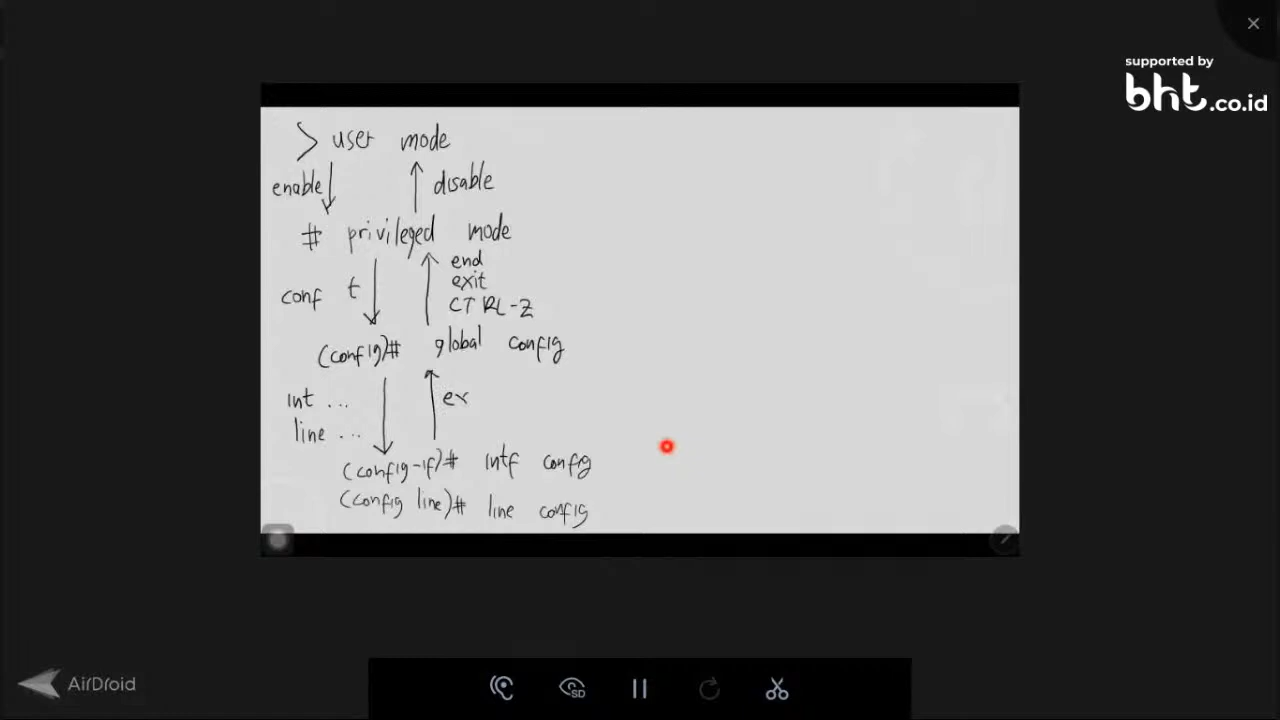 supported by
bht.co.id
> user mode
enable
disable
# privileged mode
end
exit
conf t
CTRL-Z
(config)# global config
int ...
ex
line ...
(config-if)# intf config
(config line)# line config
SD
AirDroid